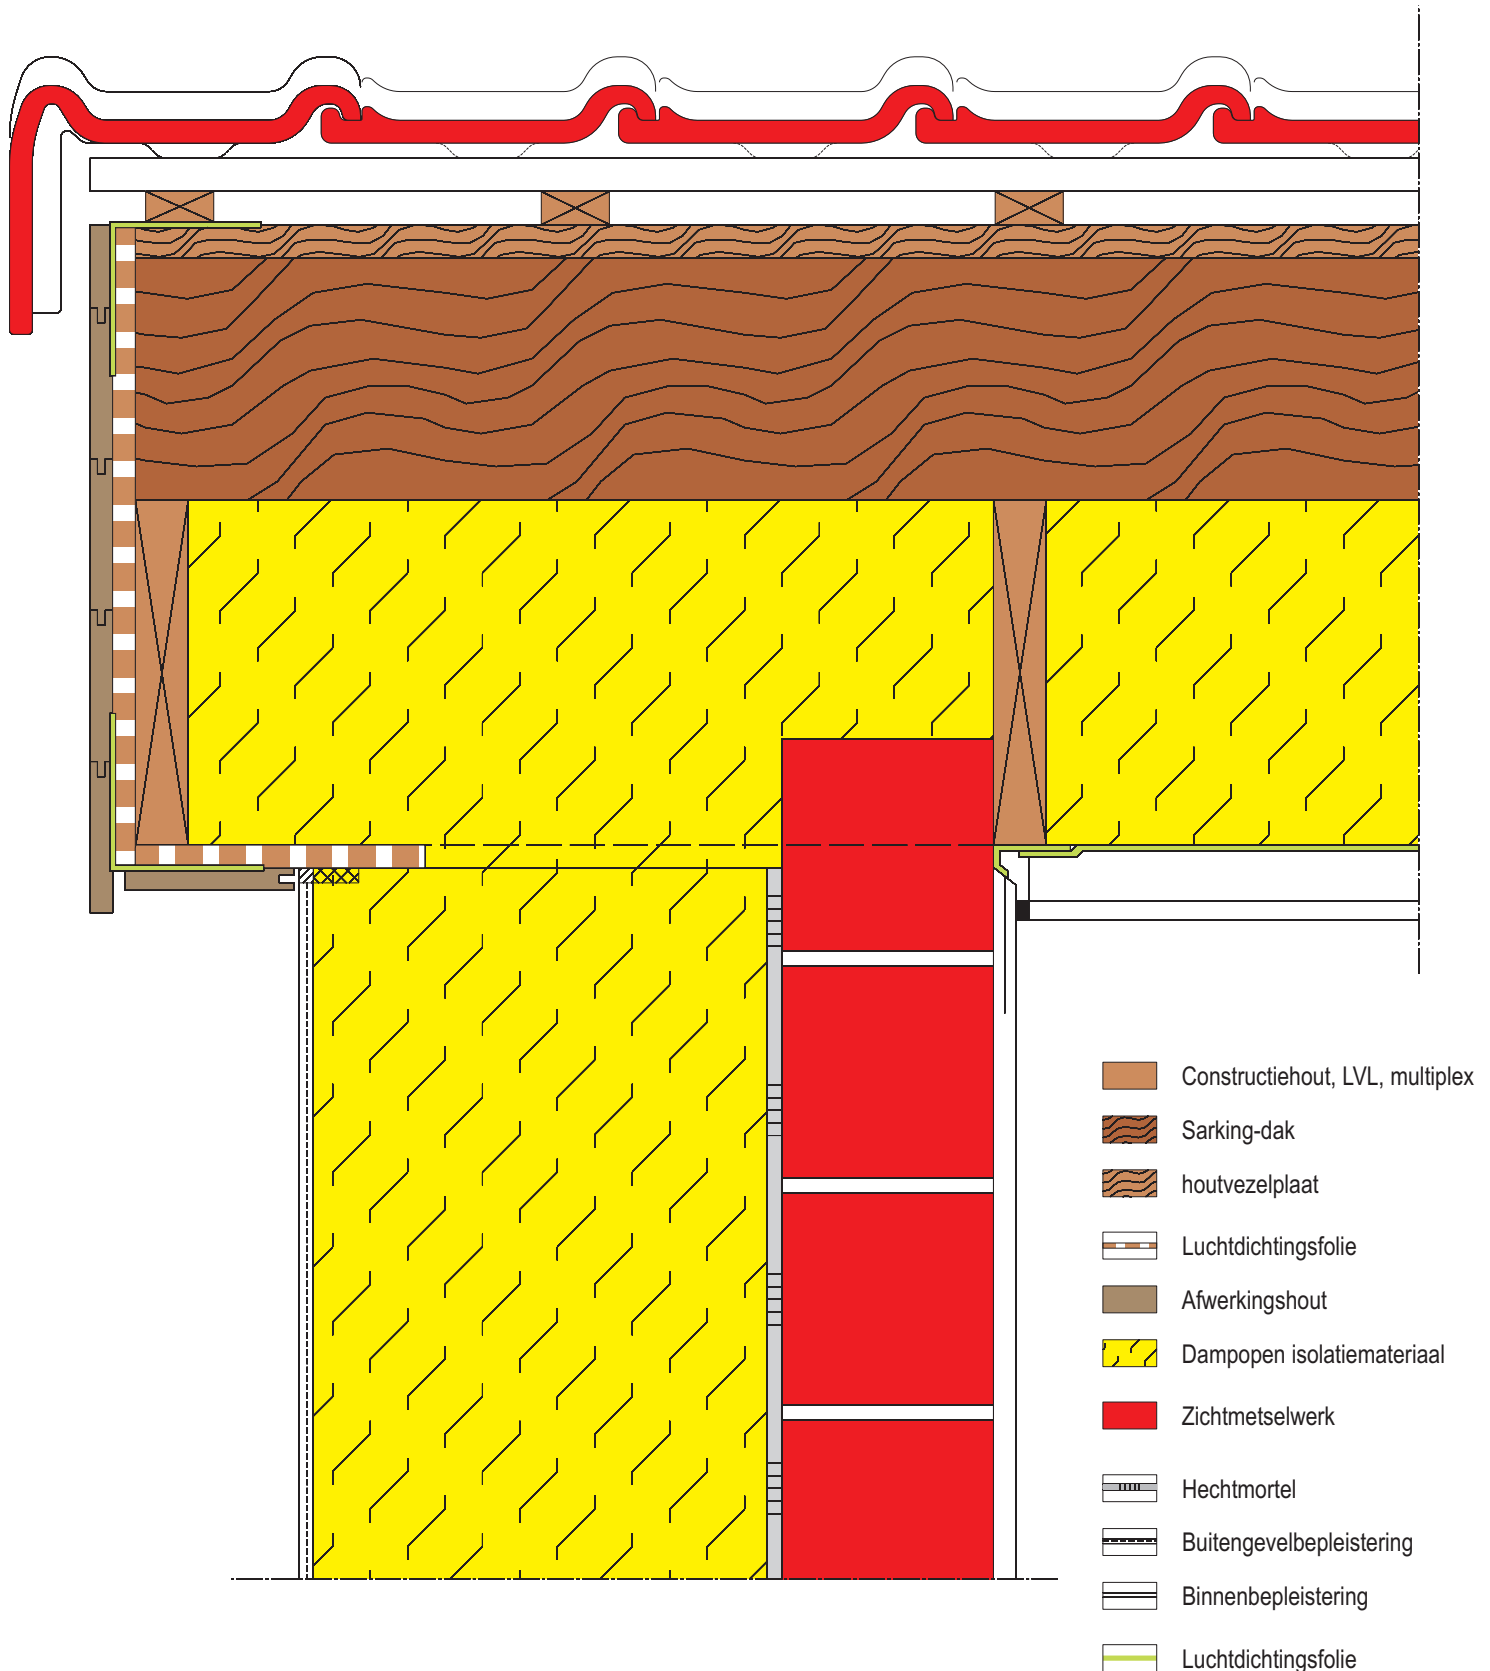 Constructiehout, LVL, multiplex
Sarking-dak
houtvezelplaat
Luchtdichtingsfolie
Afwerkingshout
Dampopen isolatiemateriaal
Zichtmetselwerk
Hechtmortel
Buitengevelbepleistering
Binnenbepleistering
Luchtdichtingsfolie